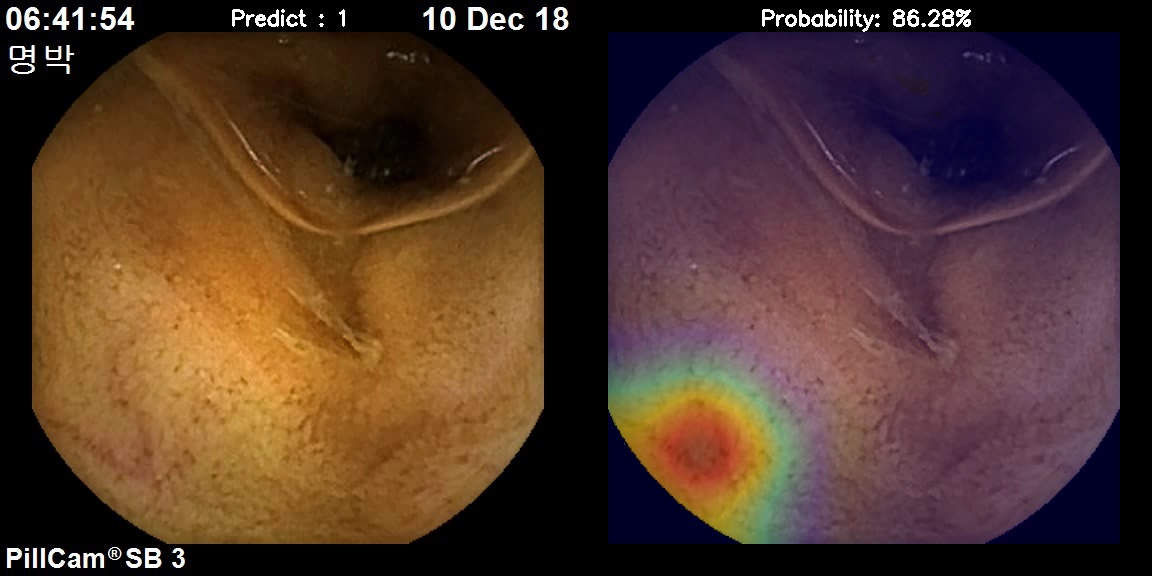 06:41:54
Predict : 1
10 Dec 18
Probability: 86.28%
명박
PillCam® SB 3